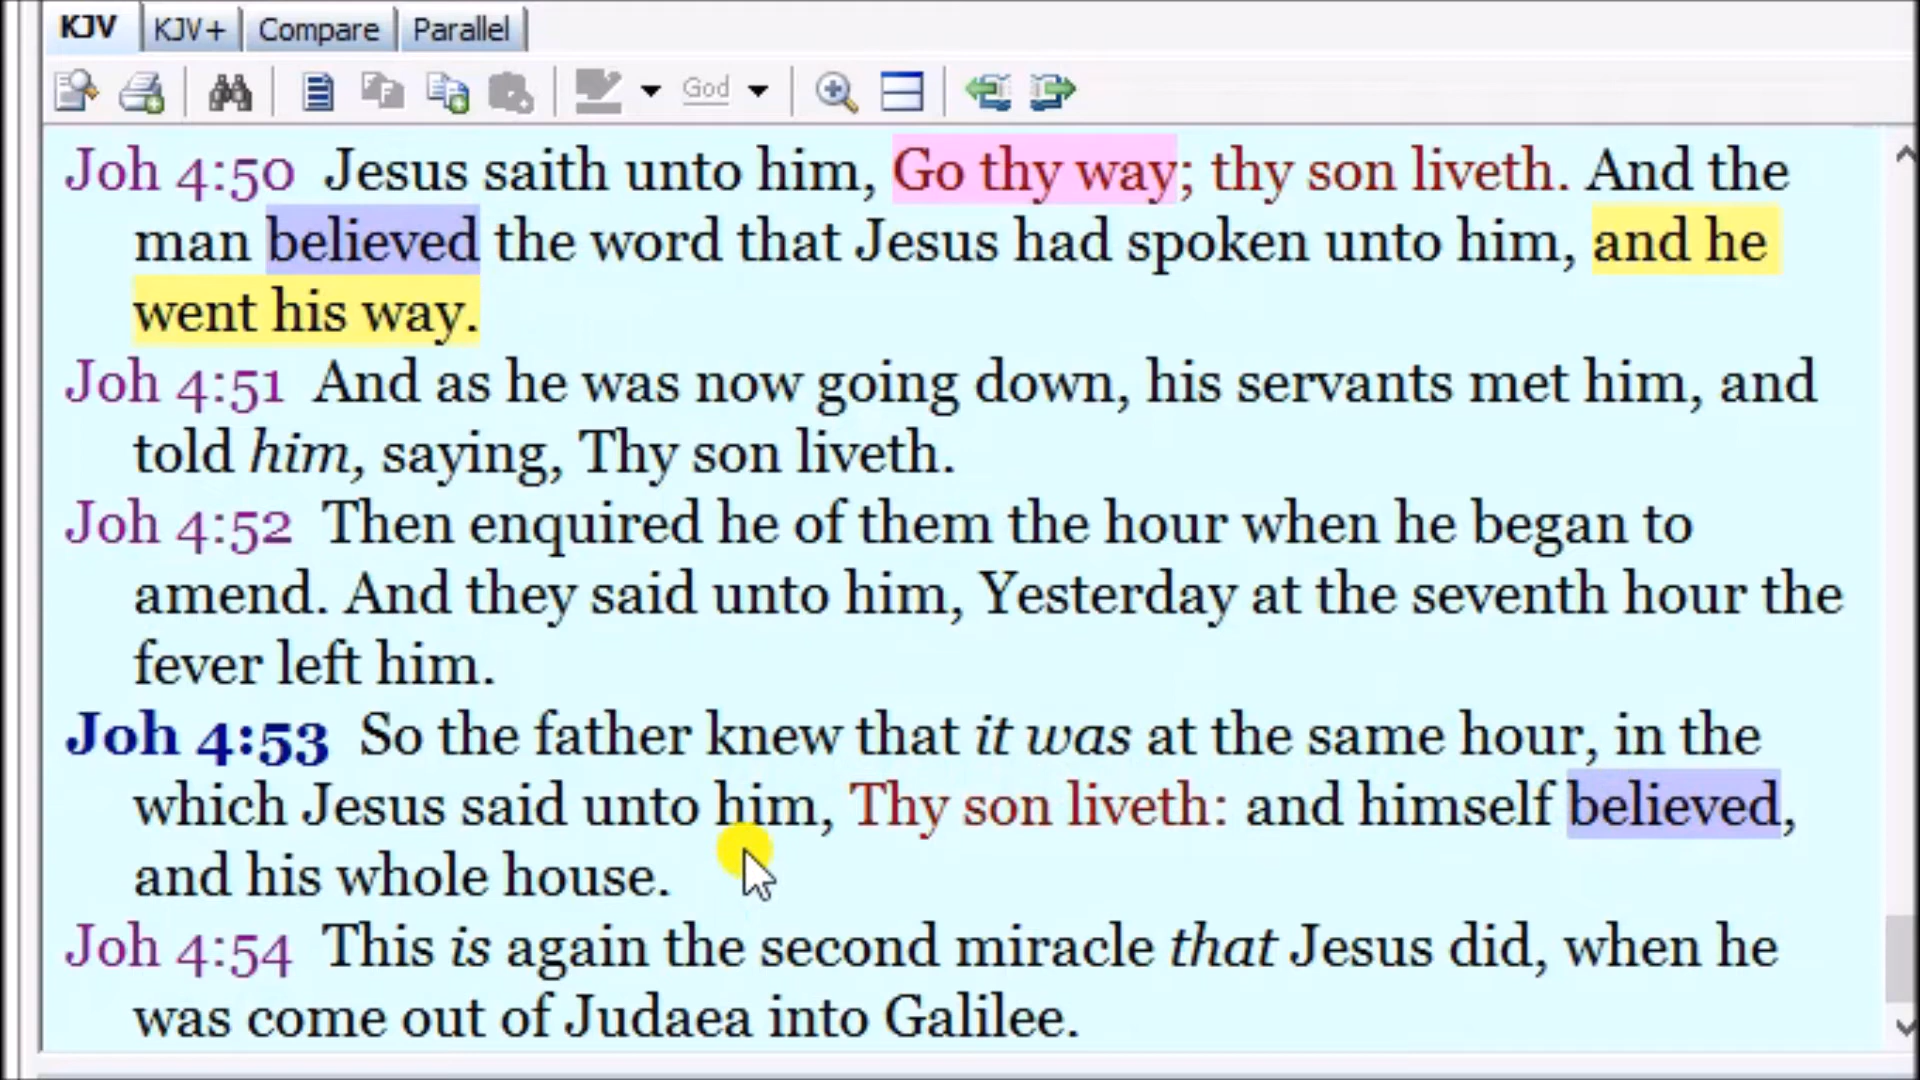 KJV KJV+ Compare Parallel
God
Joh 4:50 Jesus saith unto him, Go thy way; thy son liveth. And the
man believed the word that Jesus had spoken unto him, and he
went his way.
Joh 4:51 And as he was now going down, his servants met him, and
told him, saying, Thy son liveth.
Joh 4:52 Then enquired he of them the hour when he began to
amend. And they said unto him, Yesterday at the seventh hour the
fever left him.
Joh 4:53 So the father knew that it was at the same hour, in the
which Jesus said unto him, Thy son liveth: and himself believed,
and his whole house.
Joh 4:54 This is again the second miracle that Jesus did, when he
was come out of Judaea into Galilee.